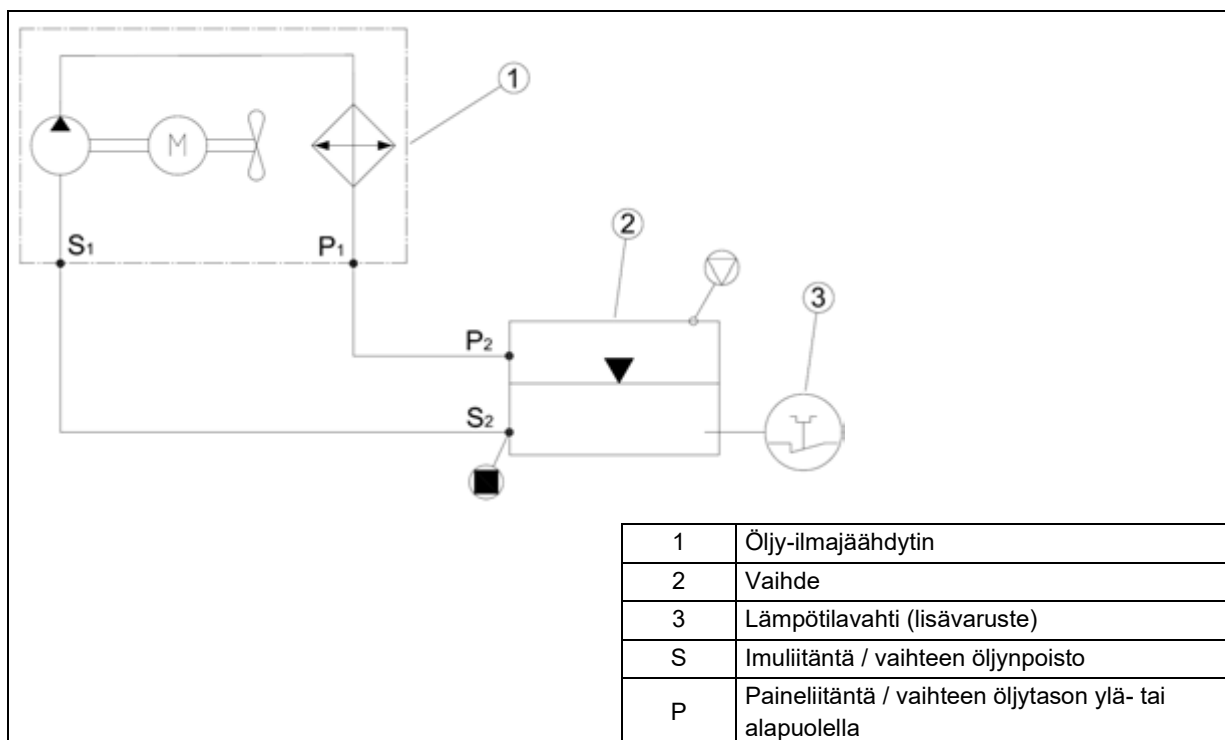 1
M
S1
P1
2
3
P2
S2
1 Öljy-ilmajäähdytin
2 Vaihde
3 Lämpötilavahti (lisävaruste)
S Imuliitäntä / vaihteen öljynpoisto
P Paineliitäntä / vaihteen öljytason ylä- tai
alapuolella